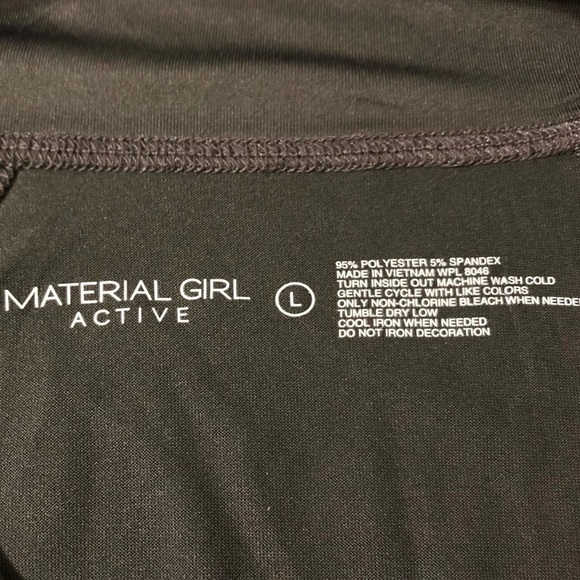 MATERIAL GIRL
ACTIVE
L
95% POLYESTER 5% SPANDEX
MADE IN VIETNAM WPL 8046
TURN INSIDE OUT MACHINE WASH COLD
GENTLE CYCLE WITH LIKE COLORS
ONLY NON-CHLORINE BLEACH WHEN
TUMBLE DRY LOW
COOL IRON WHEN NEEDED
DO NOT IRON DECORATION